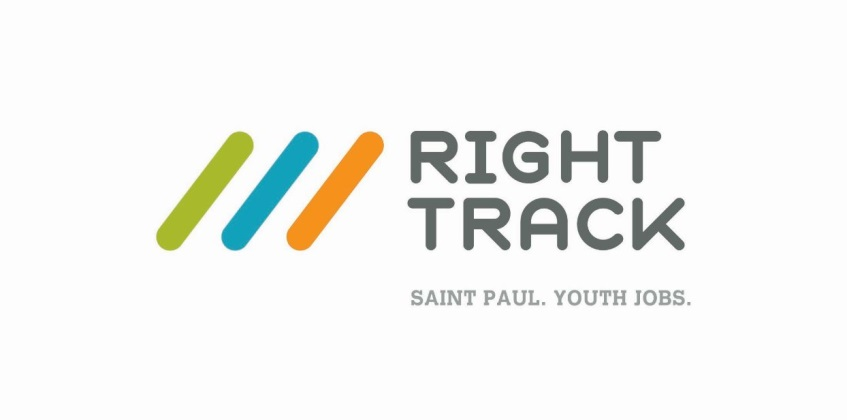 RIGHT
TRACK
SAINT PAUL. YOUTH JOBS.